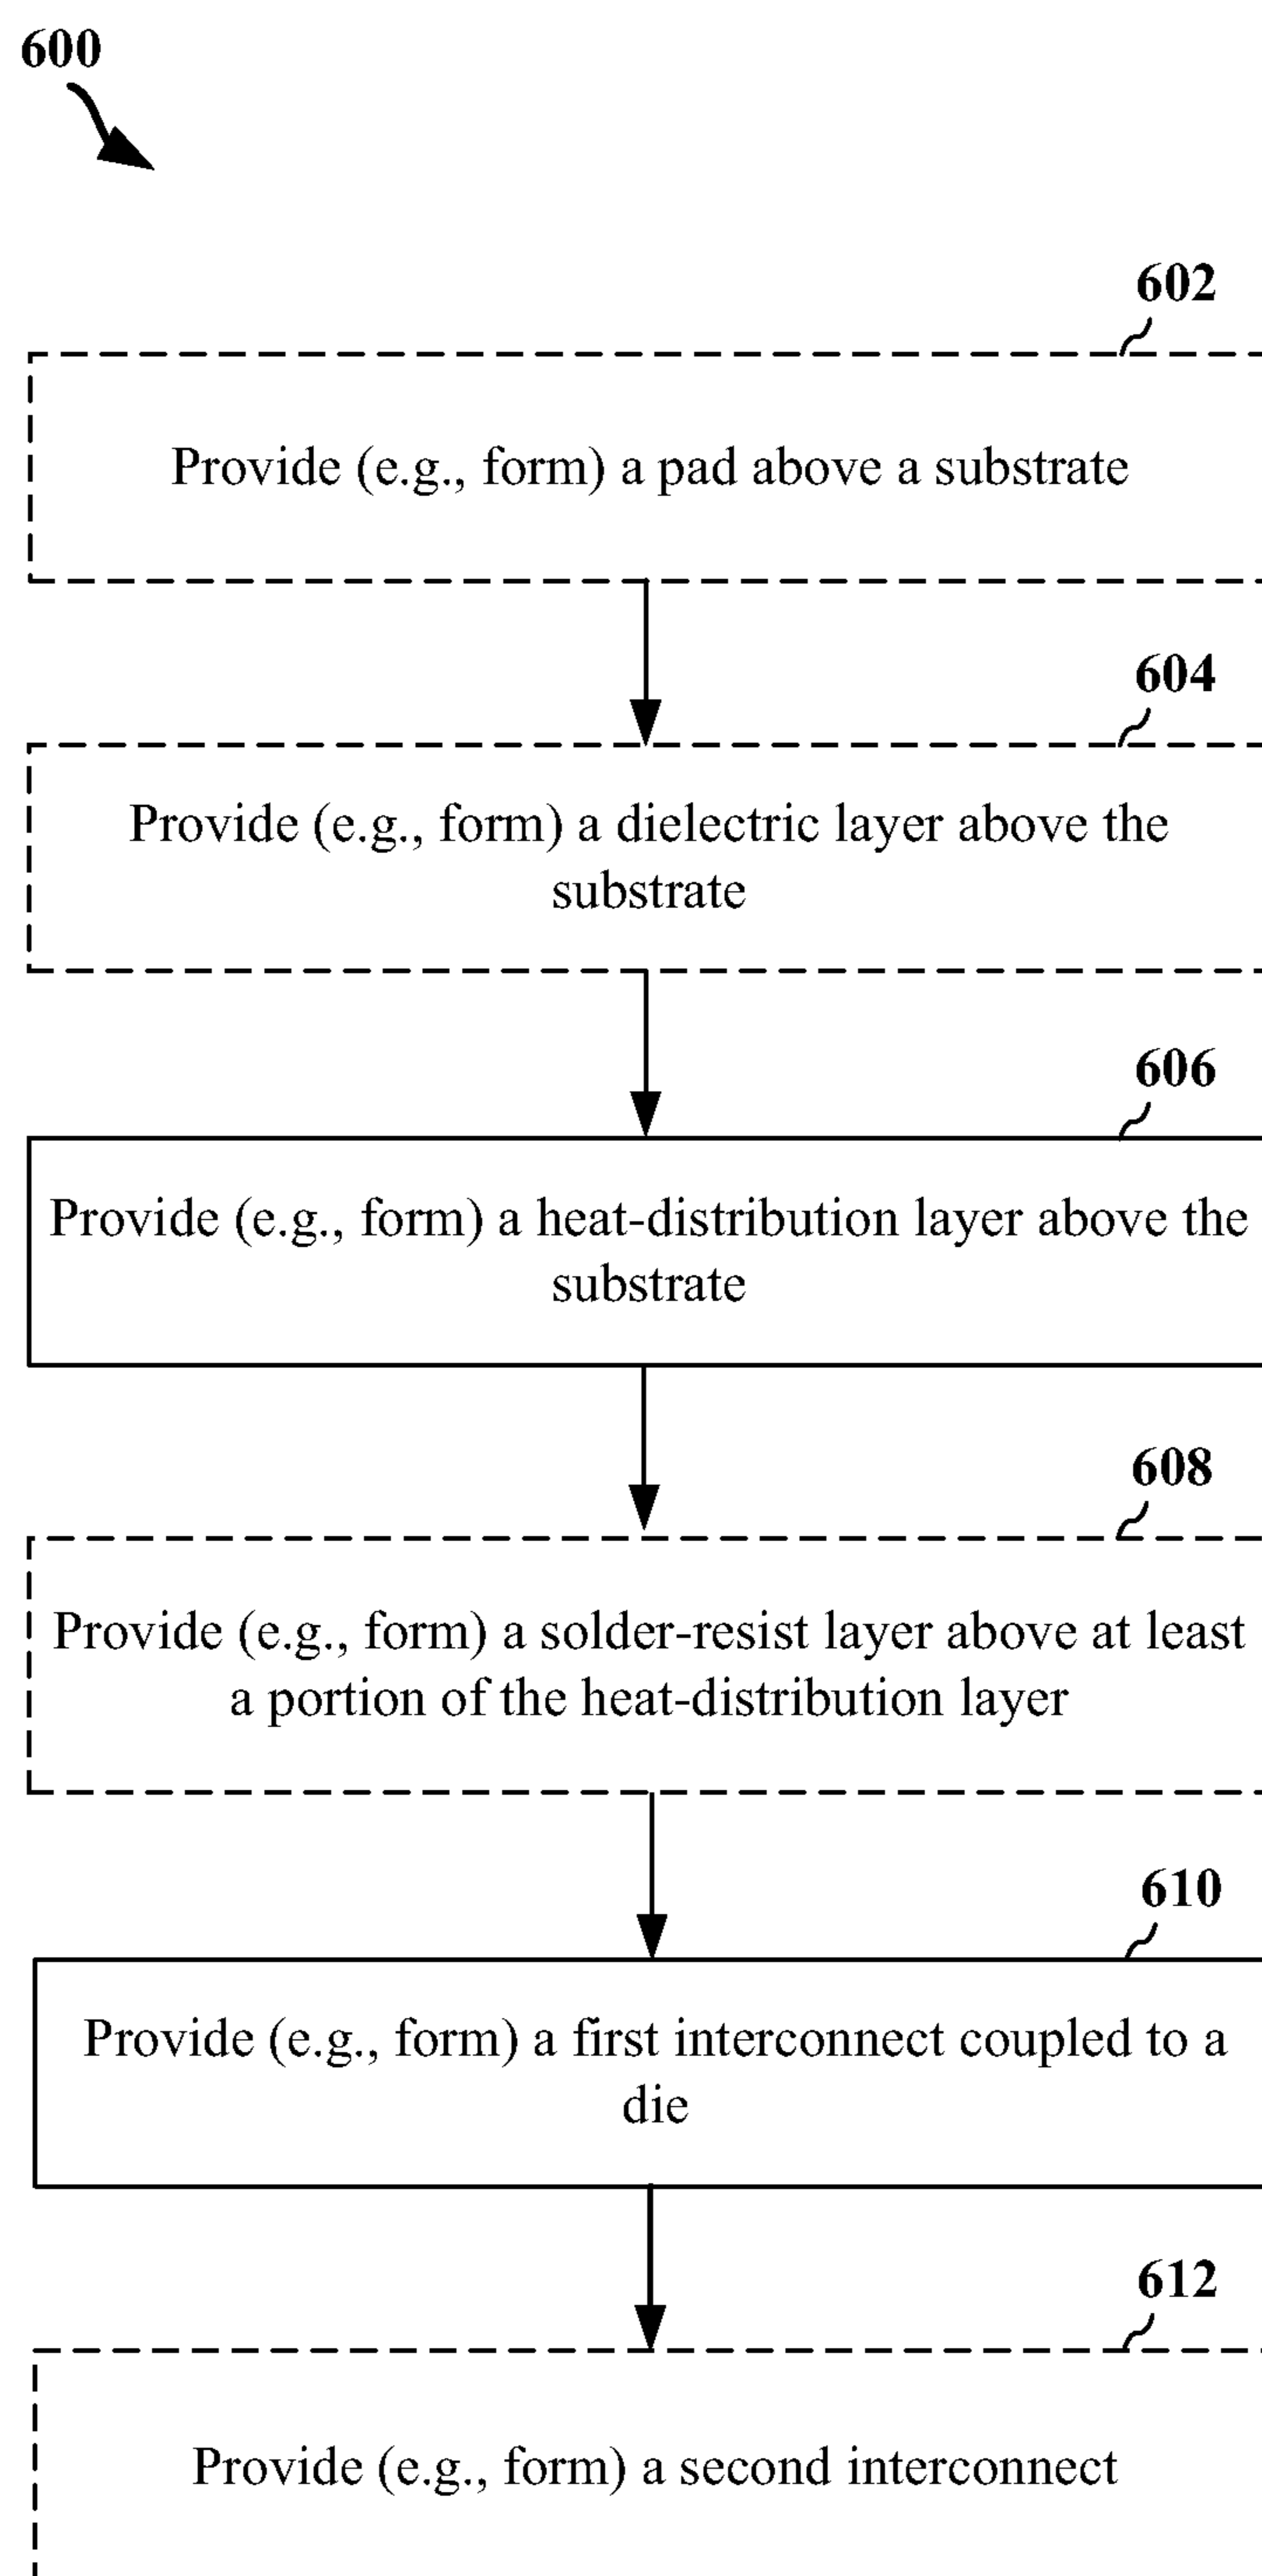 600
602
Provide (e.g., form) a pad above a substrate
604
Provide (e.g., form) a dielectric layer above the
substrate
606
Provide (e.g., form) a heat-distribution layer above the
substrate
608
Provide (e.g., form) a solder-resist layer above at least
a portion of the heat-distribution layer
610
Provide (e.g., form) a first interconnect coupled to a
die
612
Provide (e.g., form) a second interconnect